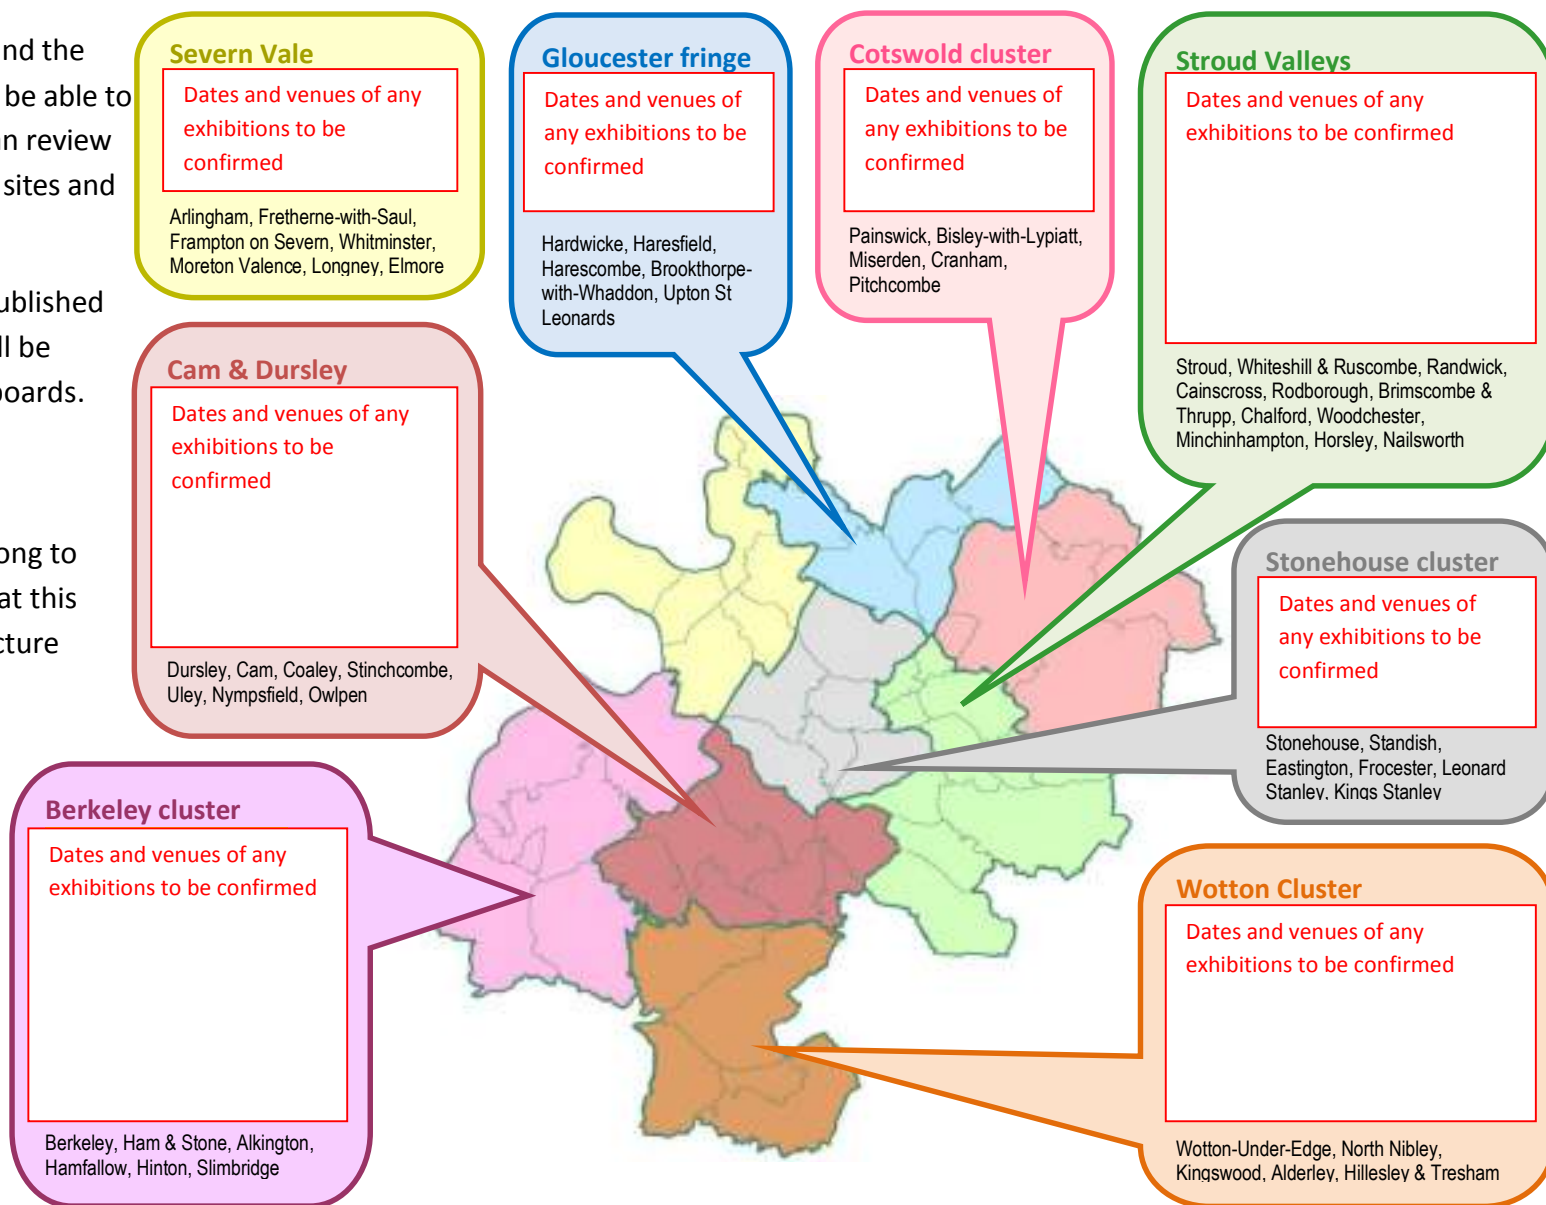 nd the
be able to
n review
sites and
ublished
ll be
oards.
ong to
at this
cture
Severn Vale
Dates and venues of any
exhibitions to be
confirmed
Arlingham, Fretherne-with-Saul,
Frampton on Severn, Whitminster,
Moreton Valence, Longney, Elmore
Gloucester fringe
Dates and venues of
any exhibitions to be
confirmed
Hardwicke, Haresfield,
Harescombe, Brookthorpe-
with-Whaddon, Upton St
Leonards
Cotswold cluster
Dates and venues of
any exhibitions to be
confirmed
Painswick, Bisley-with-Lypiatt,
Miserden, Cranham,
Pitchcombe
Stroud Valleys
Dates and venues of any
exhibitions to be confirmed
Stroud, Whiteshill & Ruscombe, Randwick,
Cainscross, Rodborough, Brimscombe &
Thrupp, Chalford, Woodchester,
Minchinhampton, Horsley, Nailsworth
Cam & Dursley
Dates and venues of any
exhibitions to be
confirmed
Dursley, Cam, Coaley, Stinchcombe,
Uley, Nympsfield, Owlpen
Stonehouse cluster
Dates and venues of
any exhibitions to be
confirmed
Stonehouse, Standish,
Eastington, Frocester, Leonard
Stanley, Kings Stanley
Berkeley cluster
Dates and venues of any
exhibitions to be confirmed
Berkeley, Ham & Stone, Alkington,
Hamfallow, Hinton, Slimbridge
Wotton Cluster
Dates and venues of any
exhibitions to be confirmed
Wotton-Under-Edge, North Nibley,
Kingswood, Alderley, Hillesley & Tresham